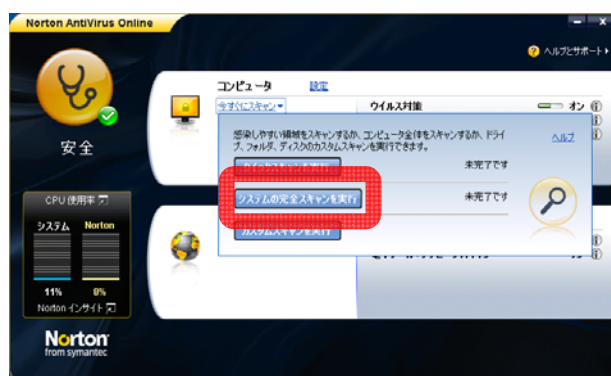 Norton AntiVirus Online
ヘルプとサポート
コンピュータ 設定
今すぐにスキャン
ウイルス対策 オン
感染しやすい領域をスキャンするか、コンピュータ全体をスキャンするか、ドライ
ブ、フォルダ、ディスクのカスタムスキャンを実行できます。
ヘルプ
未完了です
システムの完全スキャンを実行 未完了です
カスタムスキャンを実行
安全
CPU 使用率
システム Norton
11% 8%
Norton インサイト
Norton
from symantec